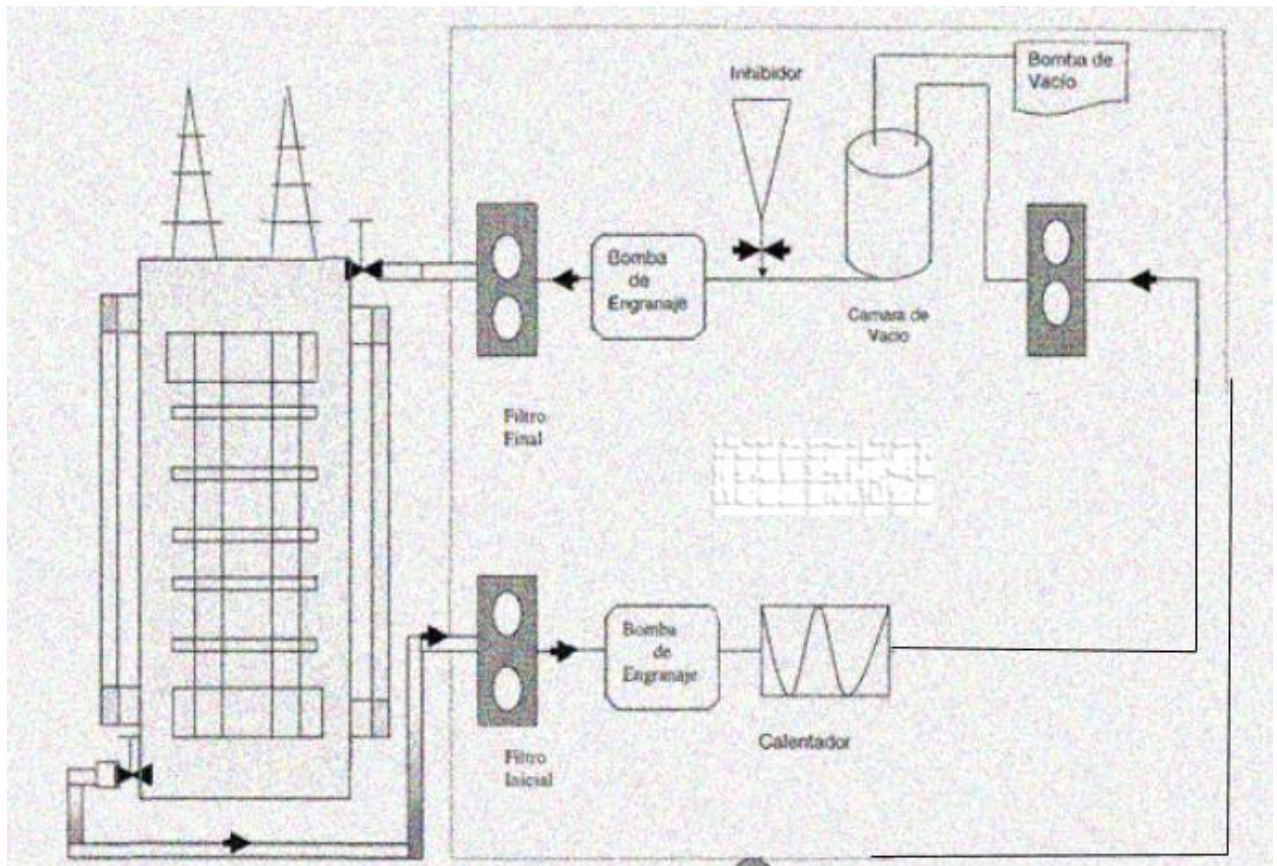 Bomba de
Vacio
Inhibidor
Bomba
de
Engranaje
Camara de
Vacio
Filtro
Final
Bomba
de
Engranaje
Calentador
Filtro
Inicial